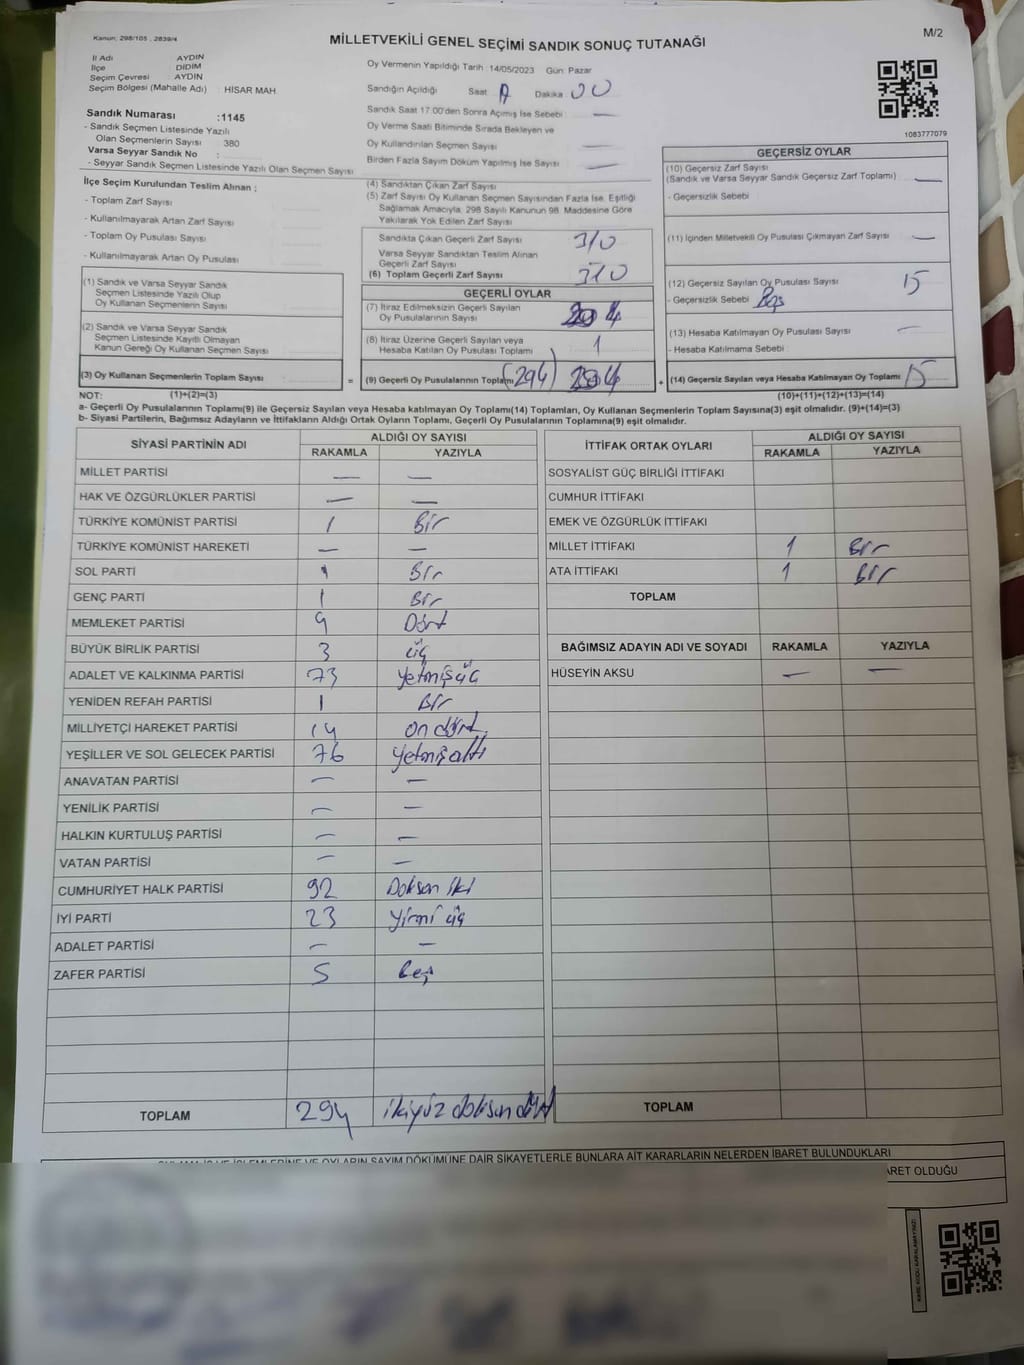 Kanun: 298/105 , 2839/4
M/2
MİLLETVEKİLİ GENEL SEÇİMİ SANDIK SONUÇ TUTANAĞI
İl Adı AYDIN
İlçe DİDİM
Seçim Çevresi : AYDIN
Seçim Bölgesi (Mahalle Adı) : HİSAR MAH.
Sandık Numarası :1145
- Sandık Seçmen Listesinde Yazılı
Olan Seçmenlerin Sayısı 380
Varsa Seyyar Sandık No :
- Seyyar Sandık Seçmen Listesinde Yazılı Olan Seçmen Sayısı
Oy Vermenin Yapıldığı Tarih :14/05/2023 Gün: Pazar
Sandığın Açıldığı Saat Dakika 00
Sandık Saat 17:00'den Sonra Açımış İse Sebebi : —
Oy Verme Saati Bitiminde Sırada Bekleyen ve
Oy Kullandırılan Seçmen Sayısı —
Birden Fazla Sayım Döküm Yapılmış İse Sayısı —
1083777079
İlçe Seçim Kurulundan Teslim Alınan ;
- Toplam Zarf Sayısı
- Kullanılmayarak Artan Zarf Sayısı
- Toplam Oy Pusulası Sayısı
- Kullanılmayarak Artan Oy Pusulası
(1) Sandık ve Varsa Seyyar Sandık
Seçmen Listesinde Yazılı Olup
Oy Kullanan Seçmenlerin Sayısı
(2) Sandık ve Varsa Seyyar Sandık
Seçmen Listesinde Kayıtlı Olmayan
Kanun Gereği Oy Kullanan Seçmen Sayısı
(3) Oy Kullanan Seçmenlerin Toplam Sayısı :
(4) Sandıktan Çıkan Zarf Sayısı
(5) Zarf Sayısı Oy Kullanan Seçmen Sayısından Fazla İse, Eşitliği
Sağlamak Amacıyla, 298 Sayılı Kanunun 98. Maddesine Göre
Yakılarak Yok Edilen Zarf Sayısı
Sandıkta Çıkan Geçerli Zarf Sayısı 310
Varsa Seyyar Sandıktan Teslim Alınan
Geçerli Zarf Sayısı
(6) Toplam Geçerli Zarf Sayısı 310
GEÇERLİ OYLAR
(7) İtiraz Edilmeksizin Geçerli Sayılan
Oy Pusulalarının Sayısı
(8) İtiraz Üzerine Geçerli Sayılan veya
Hesaba Katılan Oy Pusulası Toplamı 1
= (9) Geçerli Oy Pusulalarının Toplamı (294)
GEÇERSİZ OYLAR
(10) Geçersiz Zarf Sayısı
(Sandık ve Varsa Seyyar Sandık Geçersiz Zarf Toplamı) —
- Geçersizlik Sebebi
(11) İçinden Milletvekili Oy Pusulası Çıkmayan Zarf Sayısı —
(12) Geçersiz Sayılan Oy Pusulası Sayısı 15
- Geçersizlik Sebebi
(13) Hesaba Katılmayan Oy Pusulası Sayısı —
- Hesaba Katılmama Sebebi :
+ (14) Geçersiz Sayılan veya Hesaba Katılmayan Oy Toplamı 15
NOT: (1)+(2)=(3) (10)+(11)+(12)+(13)=(14)
a- Geçerli Oy Pusulalarının Toplamı(9) ile Geçersiz Sayılan veya Hesaba katılmayan Oy Toplamı(14) Toplamları, Oy Kullanan Seçmenlerin Toplam Sayısına(3) eşit olmalıdır. (9)+(14)=(3)
b- Siyasi Partilerin, Bağımsız Adayların ve İttifakların Aldığı Ortak Oyların Toplamı, Geçerli Oy Pusulalarının Toplamına(9) eşit olmalıdır.
SİYASİ PARTİNİN ADI ALDIĞI OY SAYISI
RAKAMLA YAZIYLA
MİLLET PARTİSİ — —
HAK VE ÖZGÜRLÜKLER PARTİSİ — —
TÜRKİYE KOMÜNİST PARTİSİ 1 Bir
TÜRKİYE KOMÜNİST HAREKETİ — —
SOL PARTİ 1 Bir
GENÇ PARTİ 1 Bir
MEMLEKET PARTİSİ 4 Dört
BÜYÜK BİRLİK PARTİSİ 3 üç
ADALET VE KALKINMA PARTİSİ 73 yetmişüç
YENİDEN REFAH PARTİSİ 1 Bir
MİLLİYETÇİ HAREKET PARTİSİ 14 on dört
YEŞİLLER VE SOL GELECEK PARTİSİ 76 yetmişaltı
ANAVATAN PARTİSİ — —
YENİLİK PARTİSİ — —
HALKIN KURTULUŞ PARTİSİ — —
VATAN PARTİSİ — —
CUMHURİYET HALK PARTİSİ 92 Doksan iki
İYİ PARTİ 23 yirmi üç
ADALET PARTİSİ — —
ZAFER PARTİSİ 5 beş
TOPLAM 294 ikiyüz doksan dört
İTTİFAK ORTAK OYLARI ALDIĞI OY SAYISI
RAKAMLA YAZIYLA
SOSYALİST GÜÇ BİRLİĞİ İTTİFAKI
CUMHUR İTTİFAKI
EMEK VE ÖZGÜRLÜK İTTİFAKI
MİLLET İTTİFAKI 1 Bir
ATA İTTİFAKI 1 Bir
TOPLAM
BAĞIMSIZ ADAYIN ADI VE SOYADI RAKAMLA YAZIYLA
HÜSEYİN AKSU — —
TOPLAM
VE OYLARIN SAYIM DÖKÜMÜNE DAİR ŞİKAYETLERLE BUNLARA AİT KARARLARIN NELERDEN İBARET BULUNDUKLARI
OLDUĞU
KARE KODU KARALAMAYINIZ!